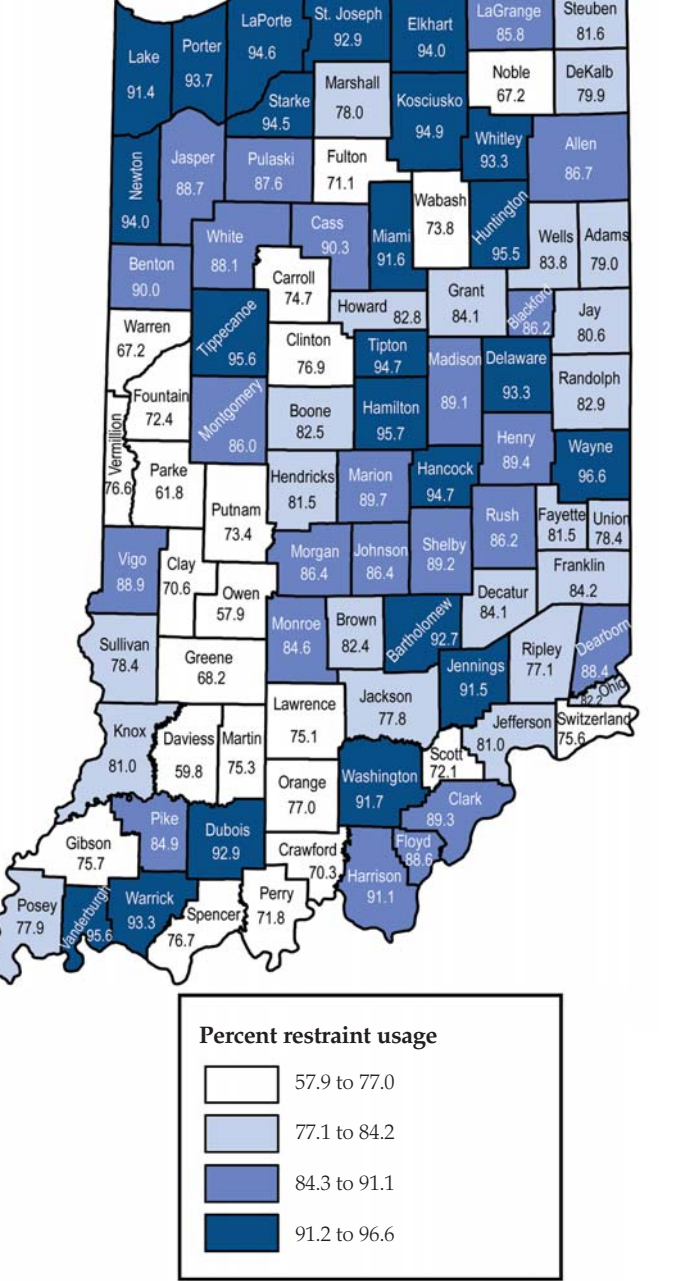 Lake
91.4
Porter
93.7
LaPorte
94.6
St. Joseph
92.9
Elkhart
94.0
LaGrange
85.8
Steuben
81.6
Noble
67.2
DeKalb
79.9
Starke
94.5
Marshall
78.0
Kosciusko
94.9
Whitley
93.3
Allen
86.7
Newton
94.0
Jasper
88.7
Pulaski
87.6
Fulton
71.1
Wabash
73.8
Huntington
95.5
Wells
83.8
Adams
79.0
White
88.1
Cass
90.3
Miami
91.6
Benton
90.0
Carroll
74.7
Howard 82.8
Grant
84.1
Blackford
86.2
Jay
80.6
Warren
67.2
Tippecanoe
95.6
Clinton
76.9
Tipton
94.7
Madison
89.1
Delaware
93.3
Randolph
82.9
Fountain
72.4
Montgomery
86.0
Boone
82.5
Hamilton
95.7
Henry
89.4
Wayne
96.6
Vermillion
76.6
Parke
61.8
Putnam
73.4
Hendricks
81.5
Marion
89.7
Hancock
94.7
Rush
86.2
Fayette
81.5
Union
78.4
Vigo
88.9
Clay
70.6
Owen
57.9
Morgan
86.4
Johnson
86.4
Shelby
89.2
Franklin
84.2
Decatur
84.1
Sullivan
78.4
Greene
68.2
Monroe
84.6
Brown
82.4
Bartholomew
92.7
Jennings
91.5
Ripley
77.1
Dearborn
88.4
Ohio
82.2
Switzerland
75.6
Lawrence
75.1
Jackson
77.8
Jefferson
81.0
Knox
81.0
Daviess
59.8
Martin
75.3
Orange
77.0
Washington
91.7
Scott
72.1
Clark
89.3
Gibson
75.7
Pike
84.9
Dubois
92.9
Crawford
70.3
Harrison
91.1
Floyd
88.6
Posey
77.9
Vanderburgh
95.6
Warrick
93.3
Spencer
76.7
Perry
71.8
Percent restraint usage
57.9 to 77.0
77.1 to 84.2
84.3 to 91.1
91.2 to 96.6